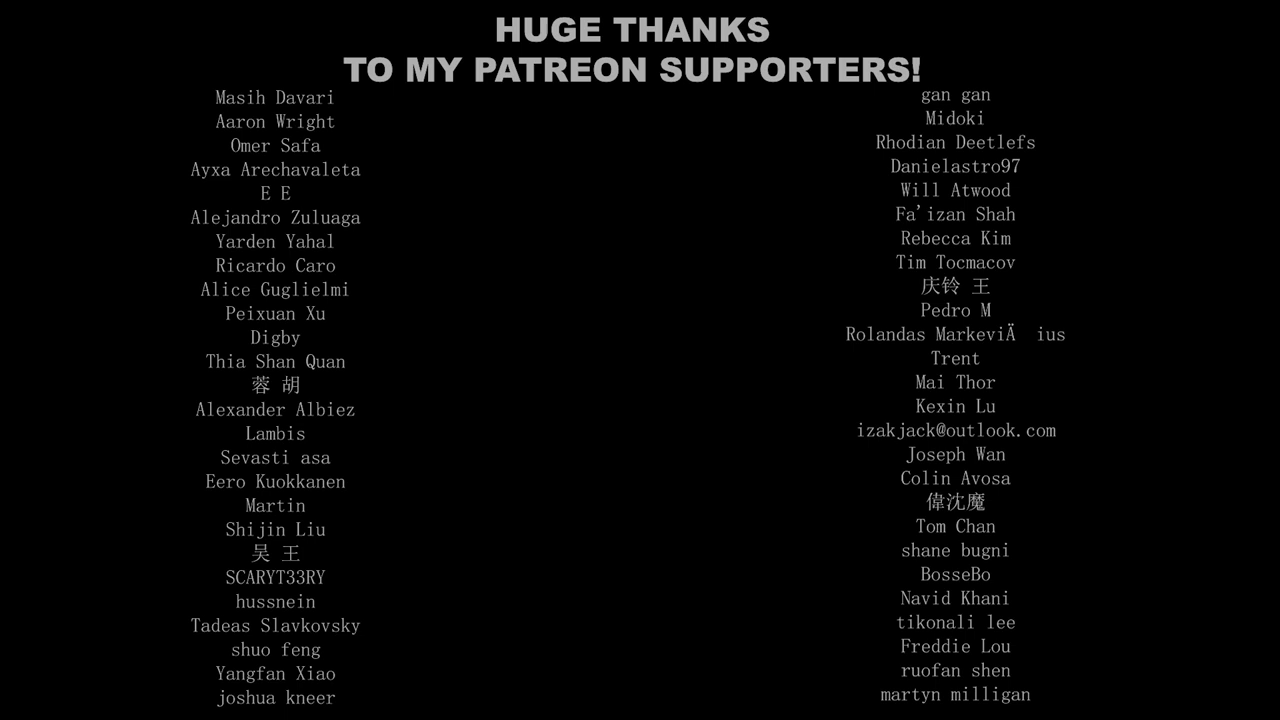 HUGE THANKS
TO MY PATREON SUPPORTERS!
Masih Davari
Aaron Wright
Omer Safa
Ayxa Arechavaleta
E E
Alejandro Zuluaga
Yarden Yahal
Ricardo Caro
Alice Guglielmi
Peixuan Xu
Digby
Thia Shan Quan
蓉 胡
Alexander Albiez
Lambis
Sevasti asa
Eero Kuokkanen
Martin
Shijin Liu
吴 王
SCARYT33RY
hussnein
Tadeas Slavkovsky
shuo feng
Yangfan Xiao
joshua kneer
gan gan
Midoki
Rhodian Deetlefs
Danielastro97
Will Atwood
Fa'izan Shah
Rebecca Kim
Tim Tocmacov
庆铃 王
Pedro M
Rolandas MarkeviÄ ius
Trent
Mai Thor
Kexin Lu
izakjack@outlook.com
Joseph Wan
Colin Avosa
偉沈魔
Tom Chan
shane bugni
BosseBo
Navid Khani
tikonali lee
Freddie Lou
ruofan shen
martyn milligan